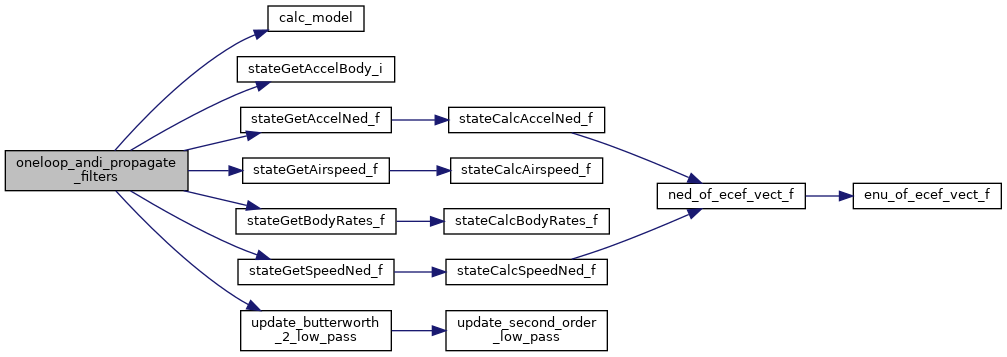 oneloop_andi_propagate
_filters
calc_model
stateGetAccelBody_i
stateGetAccelNed_f
stateCalcAccelNed_f
stateGetAirspeed_f
stateCalcAirspeed_f
stateGetBodyRates_f
stateCalcBodyRates_f
stateGetSpeedNed_f
stateCalcSpeedNed_f
ned_of_ecef_vect_f
enu_of_ecef_vect_f
update_butterworth
_2_low_pass
update_second_order
_low_pass